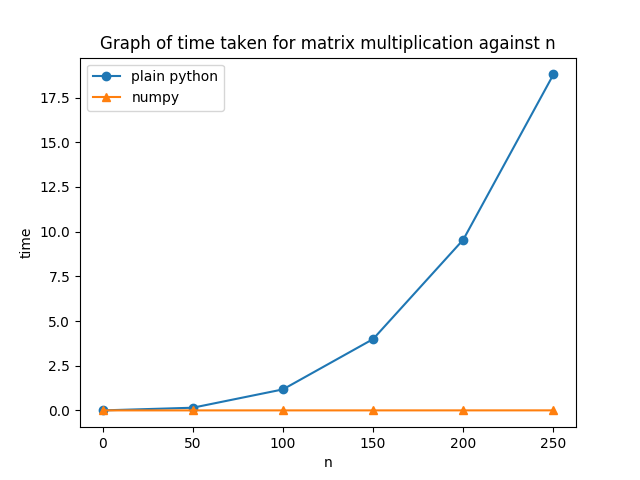 Graph of time taken for matrix multiplication against n
plain python
numpy
17.5
15.0
12.5
10.0
7.5
5.0
2.5
0.0
time
0 50 100 150 200 250
n